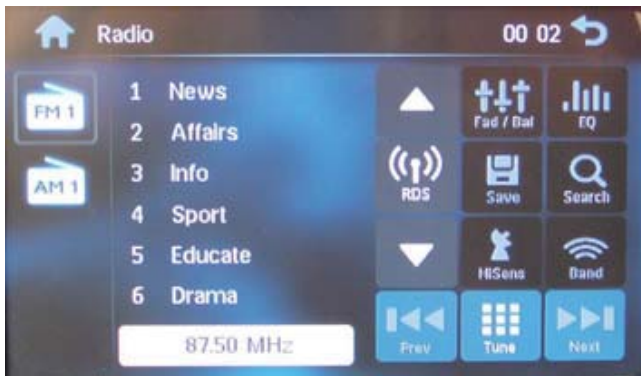 Radio 00 02
FM 1
AM 1
1 News
2 Affairs
3 Info
4 Sport
5 Educate
6 Drama
87.50 MHz
RDS
Fad / Bal
EQ
Save
Search
HiSens
Band
Prev
Tune
Next